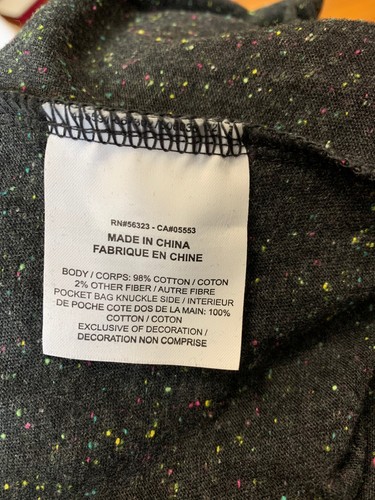 RN#56323 - CA#05553
MADE IN CHINA
FABRIQUE EN CHINE
BODY / CORPS: 98% COTTON / COTON
2% OTHER FIBER / AUTRE FIBRE
POCKET BAG KNUCKLE SIDE / INTERIEUR
DE POCHE COTE DOS DE LA MAIN: 100%
COTTON / COTON
EXCLUSIVE OF DECORATION /
DECORATION NON COMPRISE